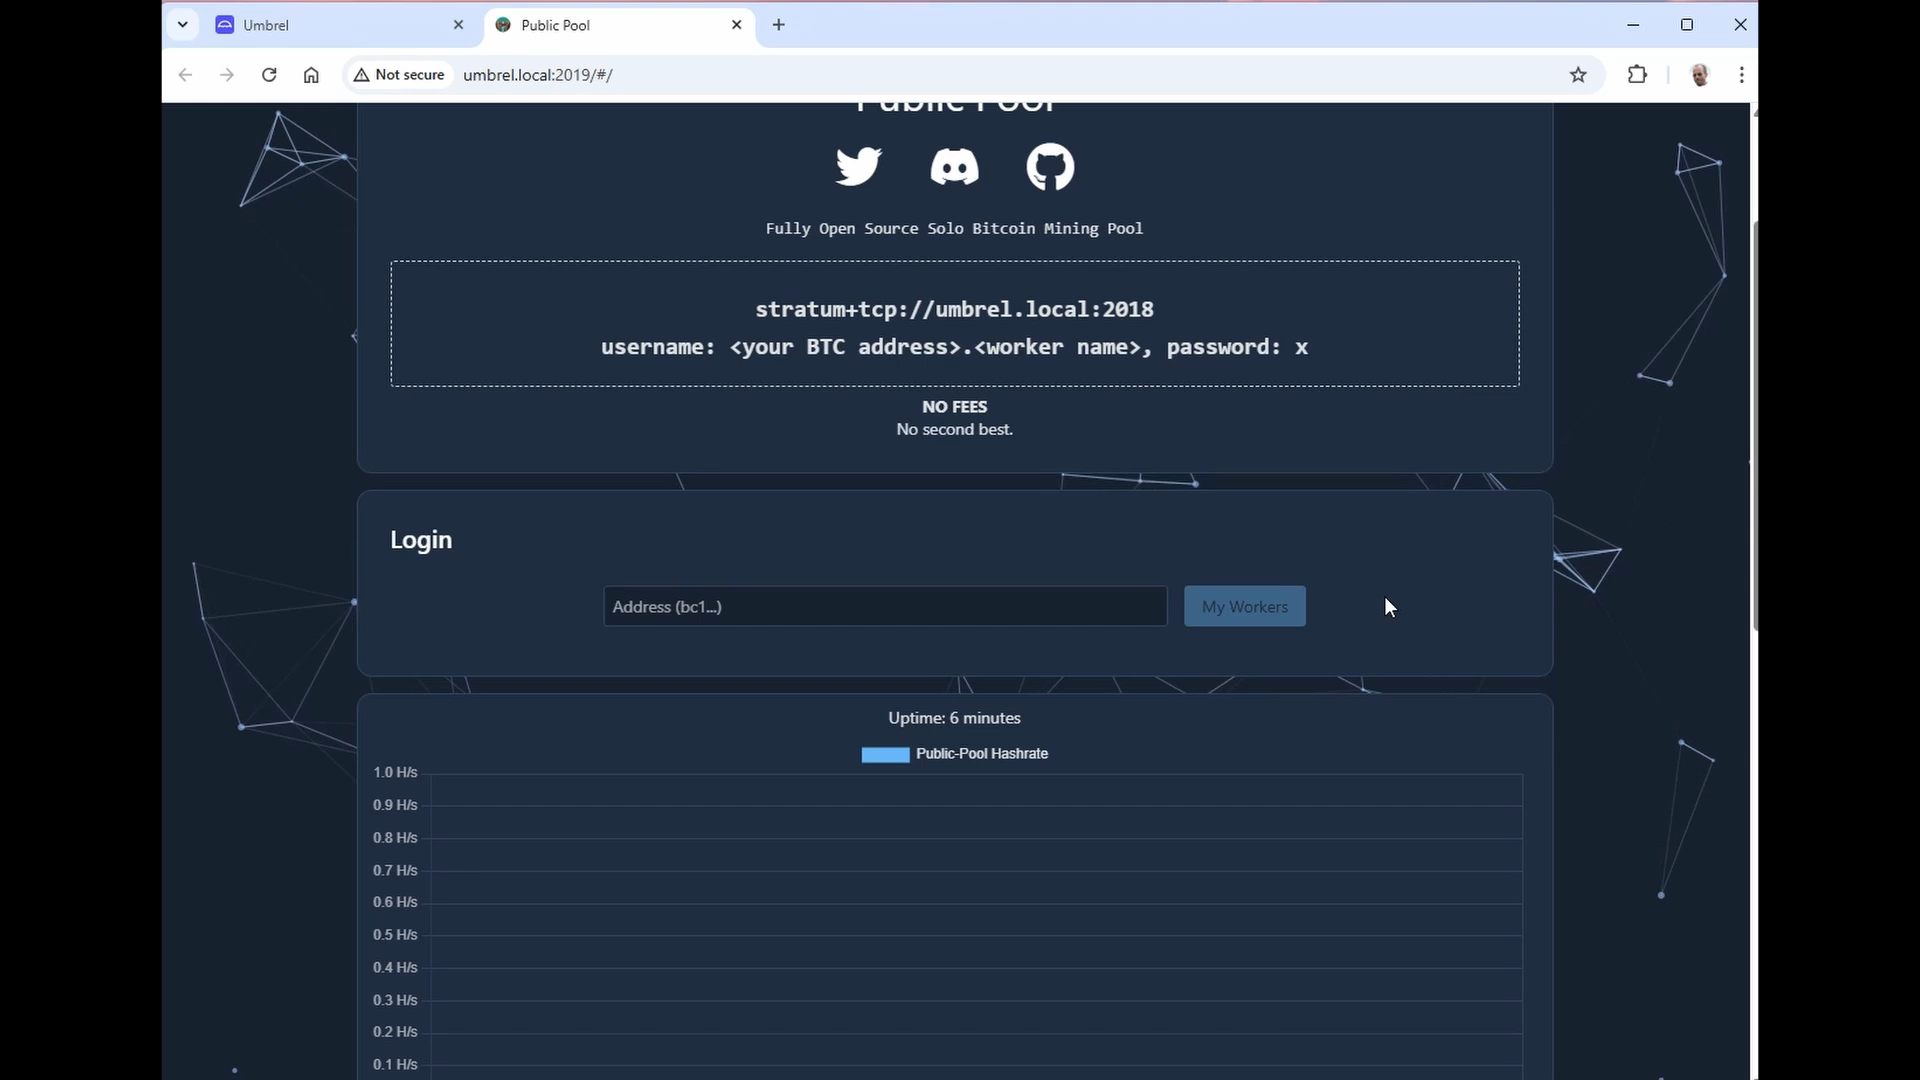 Umbrel
Public Pool
Not secure
umbrel.local:2019/#/
Public Pool
Fully Open Source Solo Bitcoin Mining Pool
stratum+tcp://umbrel.local:2018
username: <your BTC address>.<worker name>, password: x
NO FEES
No second best.
Login
Address (bc1...)
My Workers
Uptime: 6 minutes
Public-Pool Hashrate
1.0 H/s
0.9 H/s
0.8 H/s
0.7 H/s
0.6 H/s
0.5 H/s
0.4 H/s
0.3 H/s
0.2 H/s
0.1 H/s